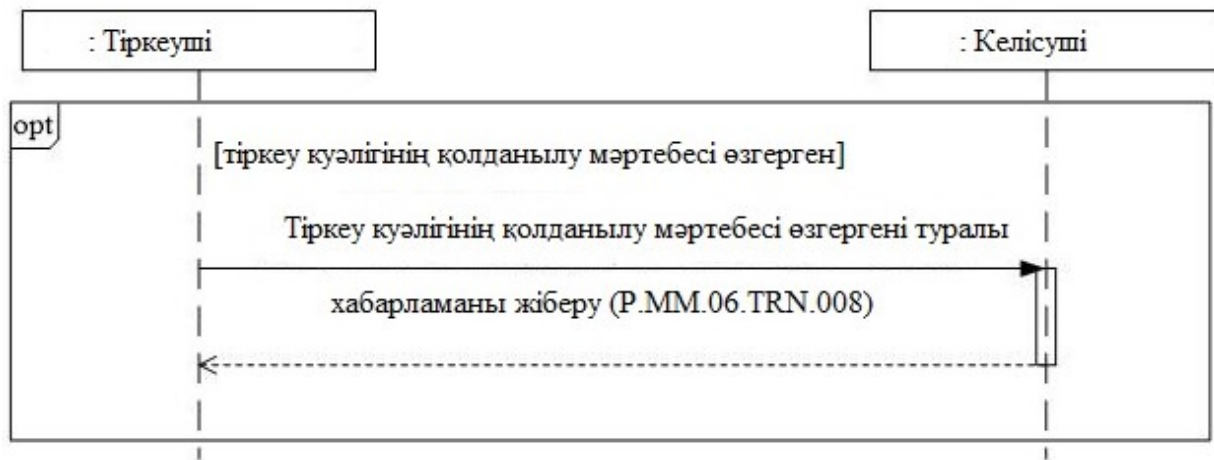 : Тіркеуші
: Келісуші
opt
[тіркеу куәлігінің қолданылу мәртебесі өзгерген]
Тіркеу куәлігінің қолданылу мәртебесі өзгергені туралы
хабарламаны жіберу (P.MM.06.TRN.008)